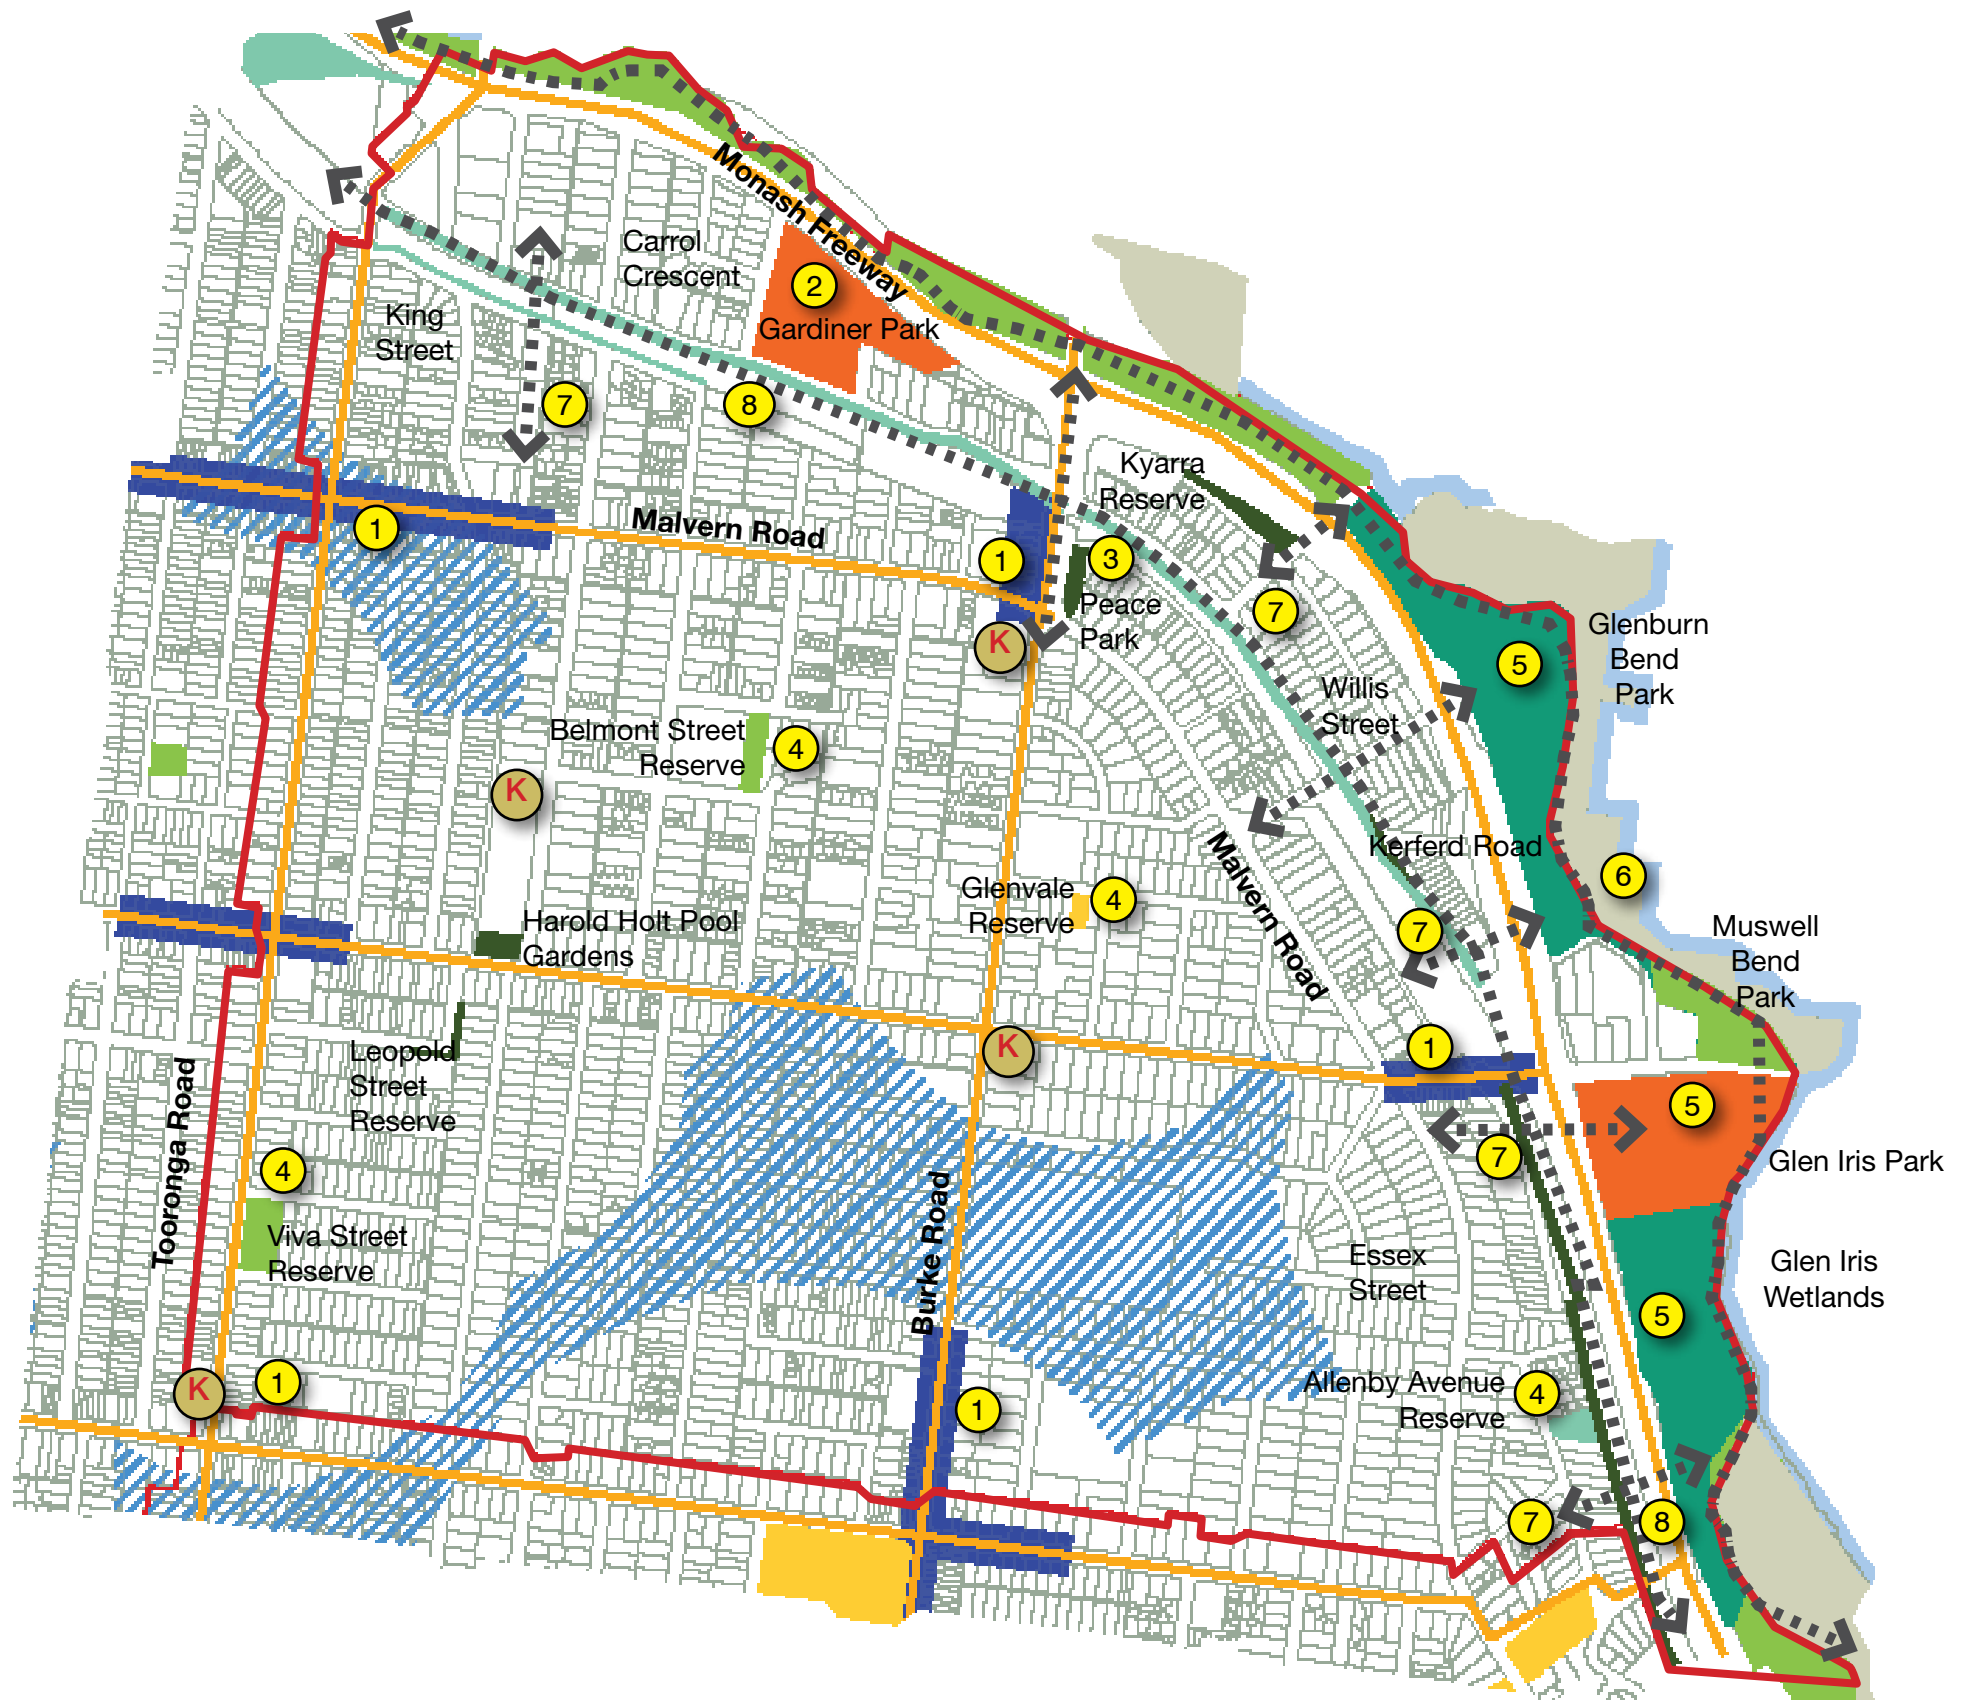 Monash Freeway
Carrol
Crescent
2
Gardiner Park
King
Street
7
8
Kyarra
Reserve
1
Malvern Road
1
3
Peace
Park
7
K
Glenburn
Bend
Park
5
Willis
Street
Belmont Street
Reserve
4
K
Kerferd Road
Malvern Road
6
Glenvale
Reserve
4
Harold Holt Pool
Gardens
7
Muswell
Bend
Park
Leopold
Street
Reserve
K
1
5
Tooronga Road
4
7
Glen Iris Park
Viva Street
Reserve
Burke Road
Essex
Street
Glen Iris
Wetlands
5
K
1
1
Allenby Avenue
Reserve
4
7
8